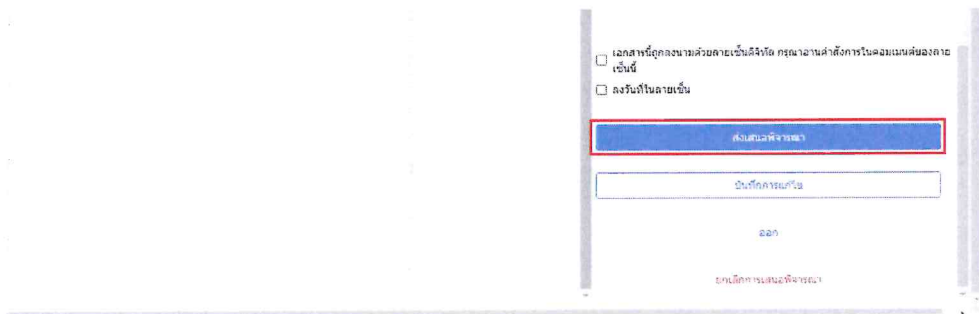 เอกสารนี้ถูกลงนามด้วยลายเซ็นดิจิทัล กรุณาอ่านคำสั่งการในคอมเมนต์ของลาย
เซ็นนี้
ลงวันที่ในลายเซ็น
ส่งเสนอพิจารณา
บันทึกการแก้ไข
ออก
ยกเลิกการเสนอพิจารณา